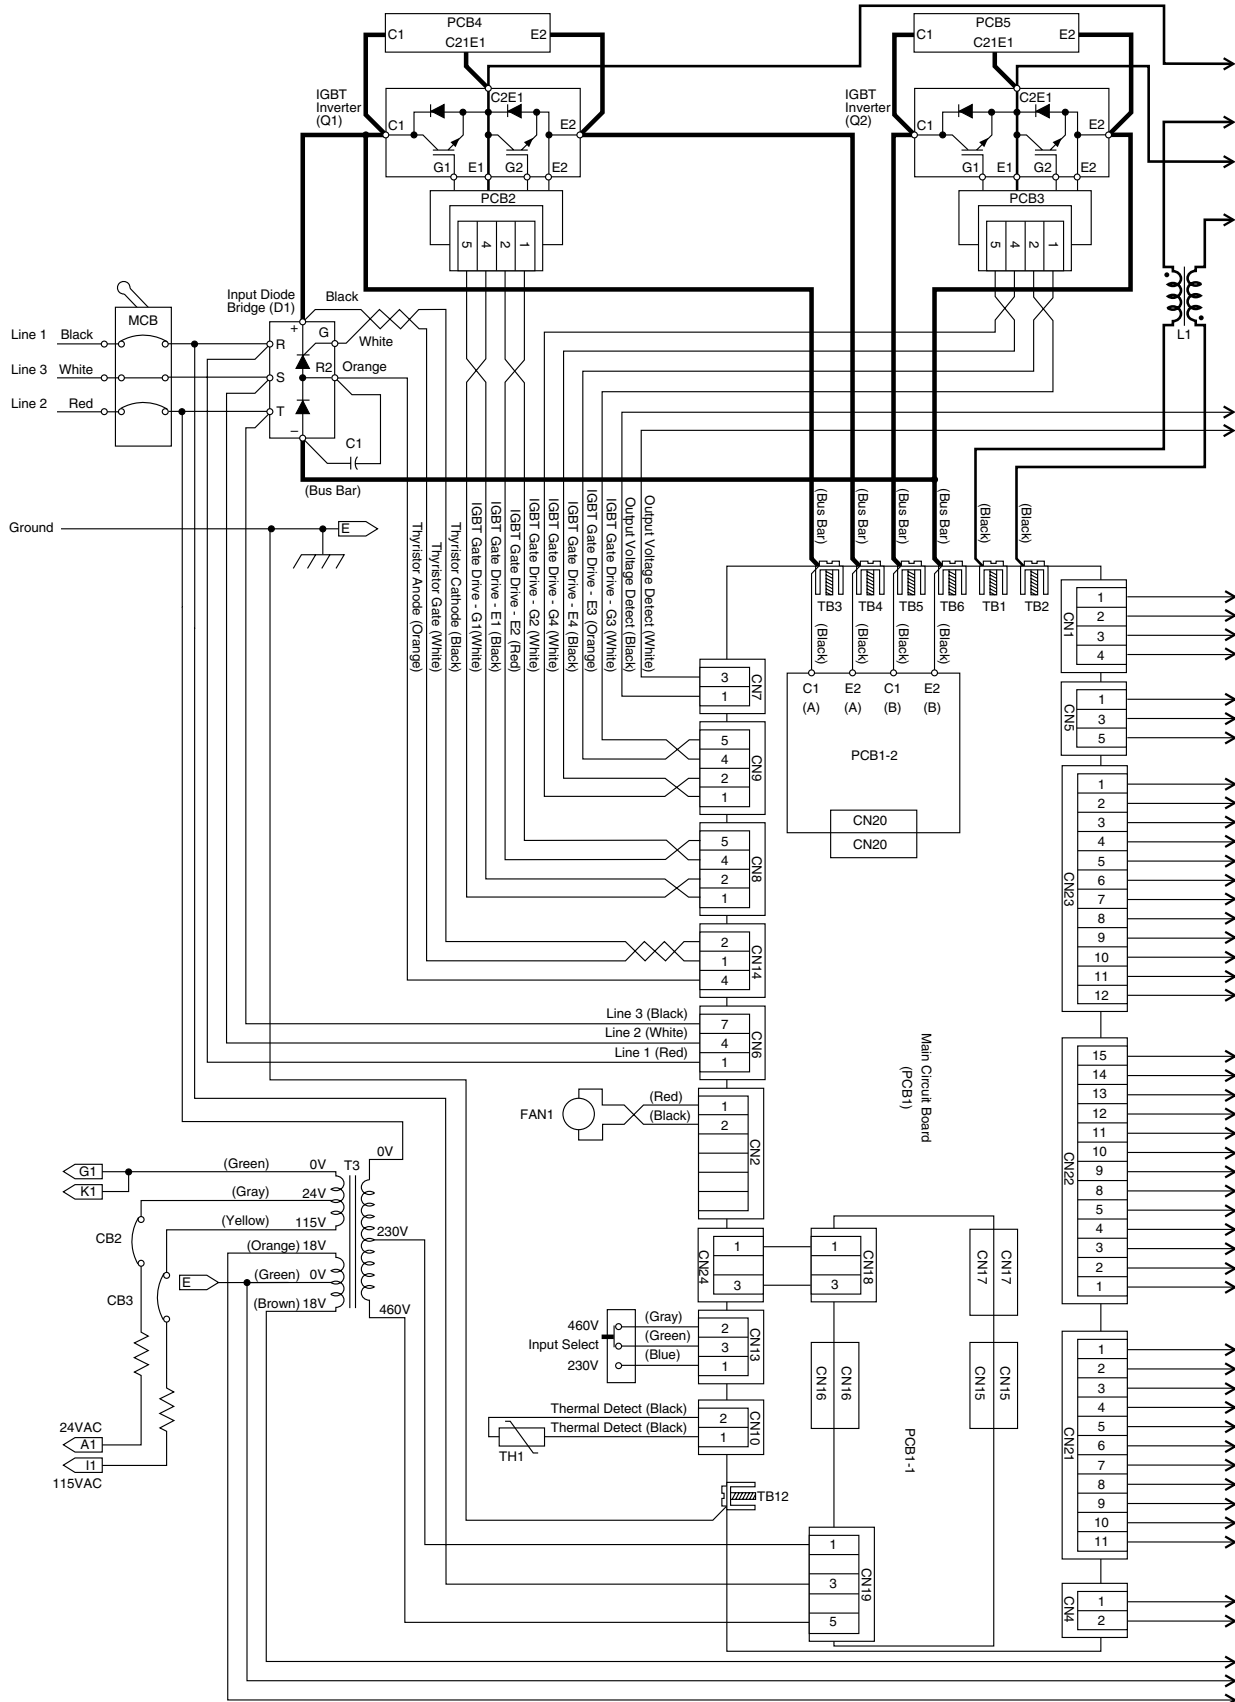 PCB4
C1
C21E1
E2
PCB5
C1
C21E1
E2
IGBT
Inverter
(Q1)
C1
C2E1
E2
G1
E1
G2
E2
IGBT
Inverter
(Q2)
C1
C2E1
E2
G1
E1
G2
E2
PCB2
5
4
2
1
PCB3
5
4
2
1
L1
MCB
Line 1
Black
Line 3
White
Line 2
Red
Input Diode
Bridge (D1)
Black
White
Orange
+
G
R
R2
S
T
–
C1
(Bus Bar)
Ground
E
Thyristor Anode (Orange)
Thyristor Gate (White)
Thyristor Cathode (Black)
IGBT Gate Drive - G1(White)
IGBT Gate Drive - E1 (Black)
IGBT Gate Drive - E2 (Red)
IGBT Gate Drive - G2 (White)
IGBT Gate Drive - G4 (White)
IGBT Gate Drive - E4 (Black)
IGBT Gate Drive - E3 (Orange)
IGBT Gate Drive - G3 (White)
Output Voltage Detect (Black)
Output Voltage Detect (White)
(Bus Bar)
(Bus Bar)
(Bus Bar)
(Bus Bar)
(Black)
(Black)
TB3
TB4
TB5
TB6
TB1
TB2
(Black)
(Black)
(Black)
(Black)
C1
(A)
E2
(A)
C1
(B)
E2
(B)
PCB1-2
CN20
CN20
CN7
3
1
CN9
5
4
2
1
CN8
5
4
2
1
CN14
2
1
4
Line 3 (Black)
Line 2 (White)
Line 1 (Red)
CN6
7
4
1
FAN1
(Red)
(Black)
CN2
1
2
Main Circuit Board
(PCB1)
CN1
1
2
3
4
CN5
1
3
5
CN23
1
2
3
4
5
6
7
8
9
10
11
12
CN22
15
14
13
12
11
10
9
8
5
4
3
2
1
CN21
1
2
3
4
5
6
7
8
9
10
11
CN4
1
2
G1
K1
(Green)
0V
T3
(Gray)
24V
(Yellow)
115V
(Orange) 18V
(Green)
0V
(Brown) 18V
0V
230V
460V
CB2
CB3
E
24VAC
A1
I1
115VAC
CN24
1
3
CN18
1
3
CN17
CN17
460V
Input Select
230V
(Gray)
(Green)
(Blue)
CN13
2
3
1
CN16
CN16
CN15
CN15
Thermal Detect (Black)
Thermal Detect (Black)
TH1
CN10
2
1
PCB1-1
TB12
CN19
1
3
5